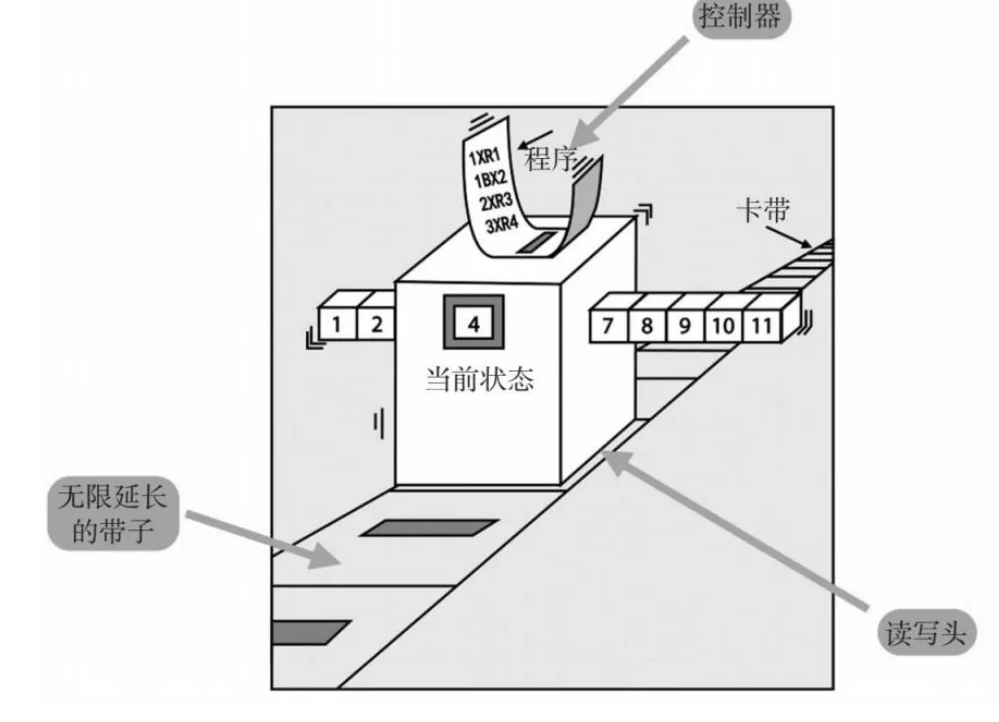 控制器
程序
1XR1
1BX2
2XR3
3XR4
卡带
1 2
4
7 8 9 10 11
当前状态
无限延长
的带子
读写头